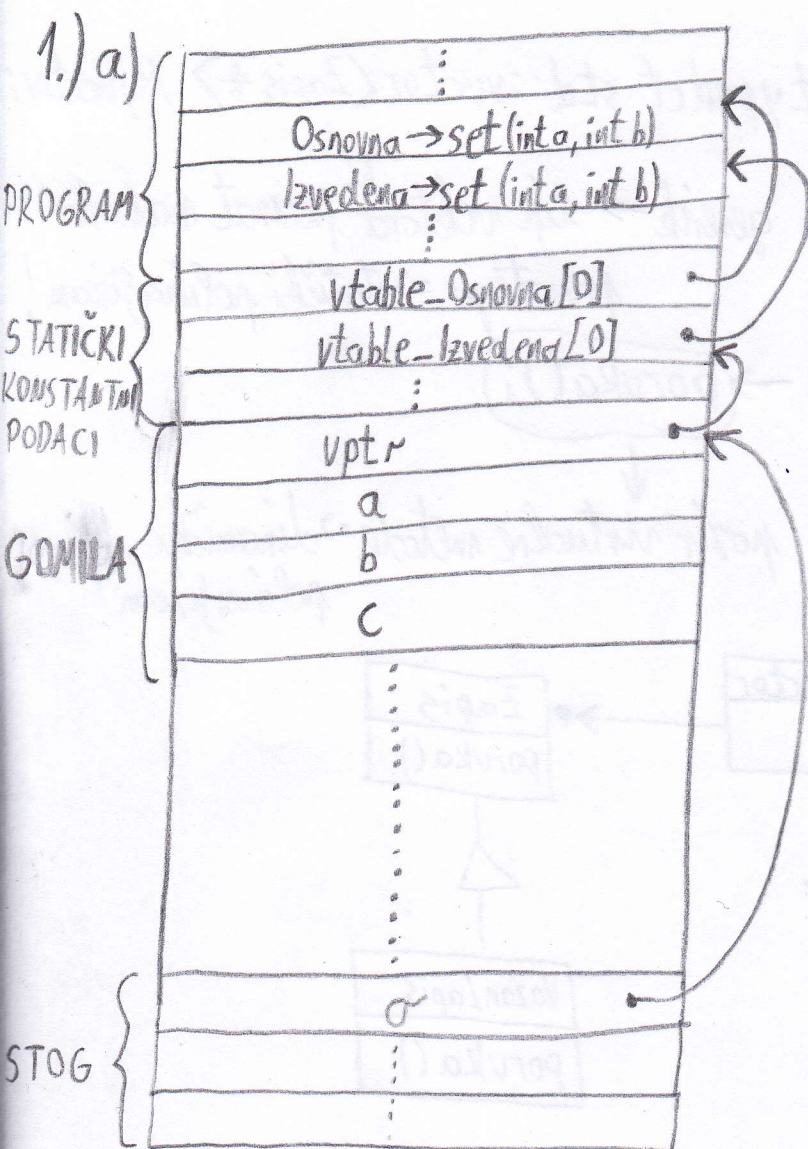 1.) a)
Osnovna → set (int a, int b)
Izvedena → set (int a, int b)
PROGRAM
vtable_Osnovna [0]
vtable_Izvedena [0]
STATIČKI
KONSTANTNI
PODACI
vptr
a
GOMILA
b
c
σ
STOG